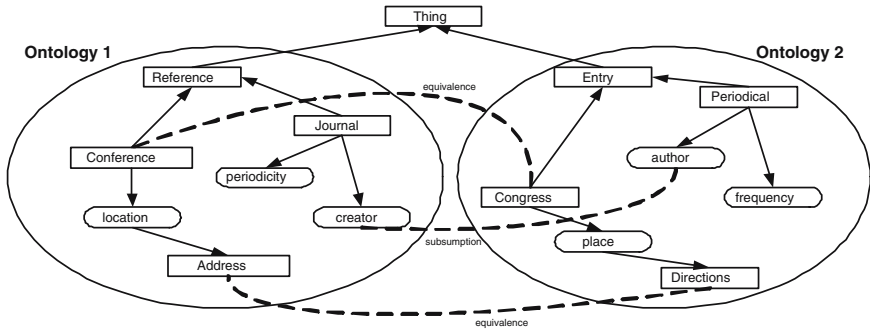 Thing
Ontology 1
Ontology 2
Reference
equivalence
Entry
Periodical
Journal
Conference
author
periodicity
Congress
frequency
location
creator
subsumption
place
Address
Directions
equivalence